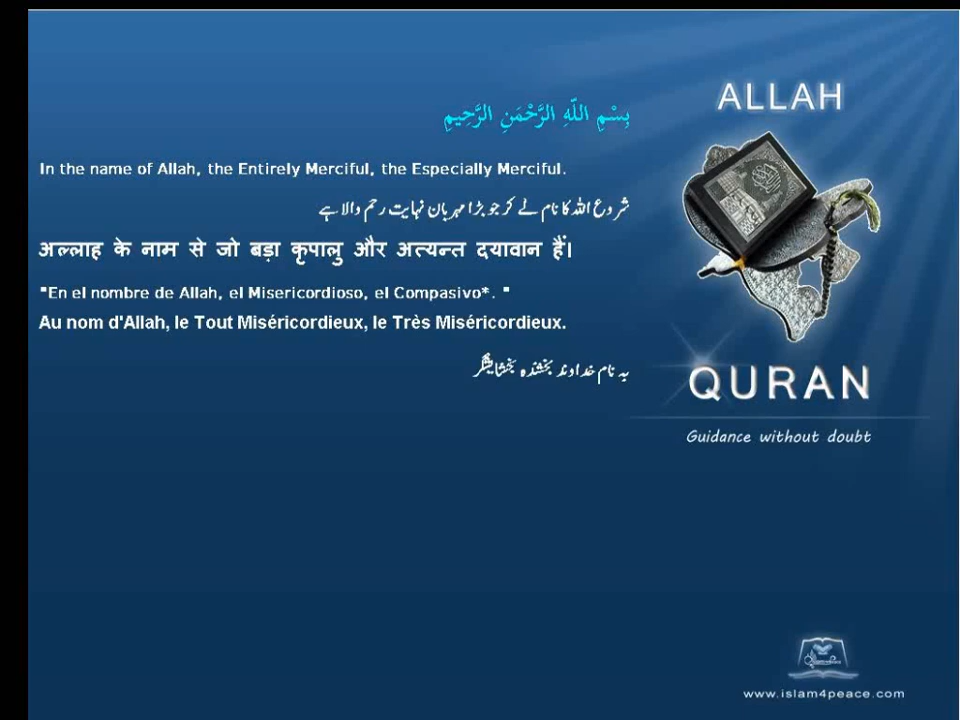 بِسْمِ اللَّهِ الرَّحْمَنِ الرَّحِيمِ
In the name of Allah, the Entirely Merciful, the Especially Merciful.
شروع اللہ کا نام لے کر جو بڑا مہربان نہایت رحم والا ہے
अल्लाह के नाम से जो बड़ा कृपालु और अत्यन्त दयावान हैं।
"En el nombre de Allah, el Misericordioso, el Compasivo*. "
Au nom d'Allah, le Tout Miséricordieux, le Très Miséricordieux.
به نام خداوند بخشنده بخشایشگر
ALLAH
QURAN
Guidance without doubt
www.islam4peace.com